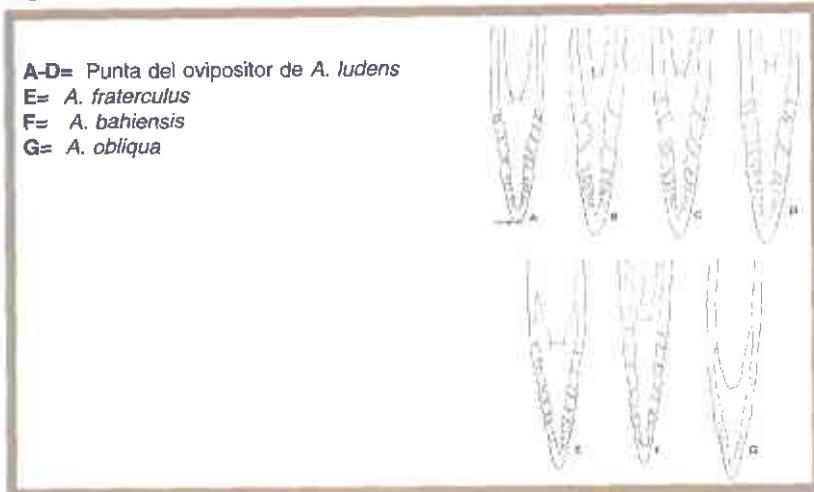 A-D= Punta del ovipositor de A. ludens
E= A. fraterculus
F= A. bahiensis
G= A. obliqua
A B C D
E F G